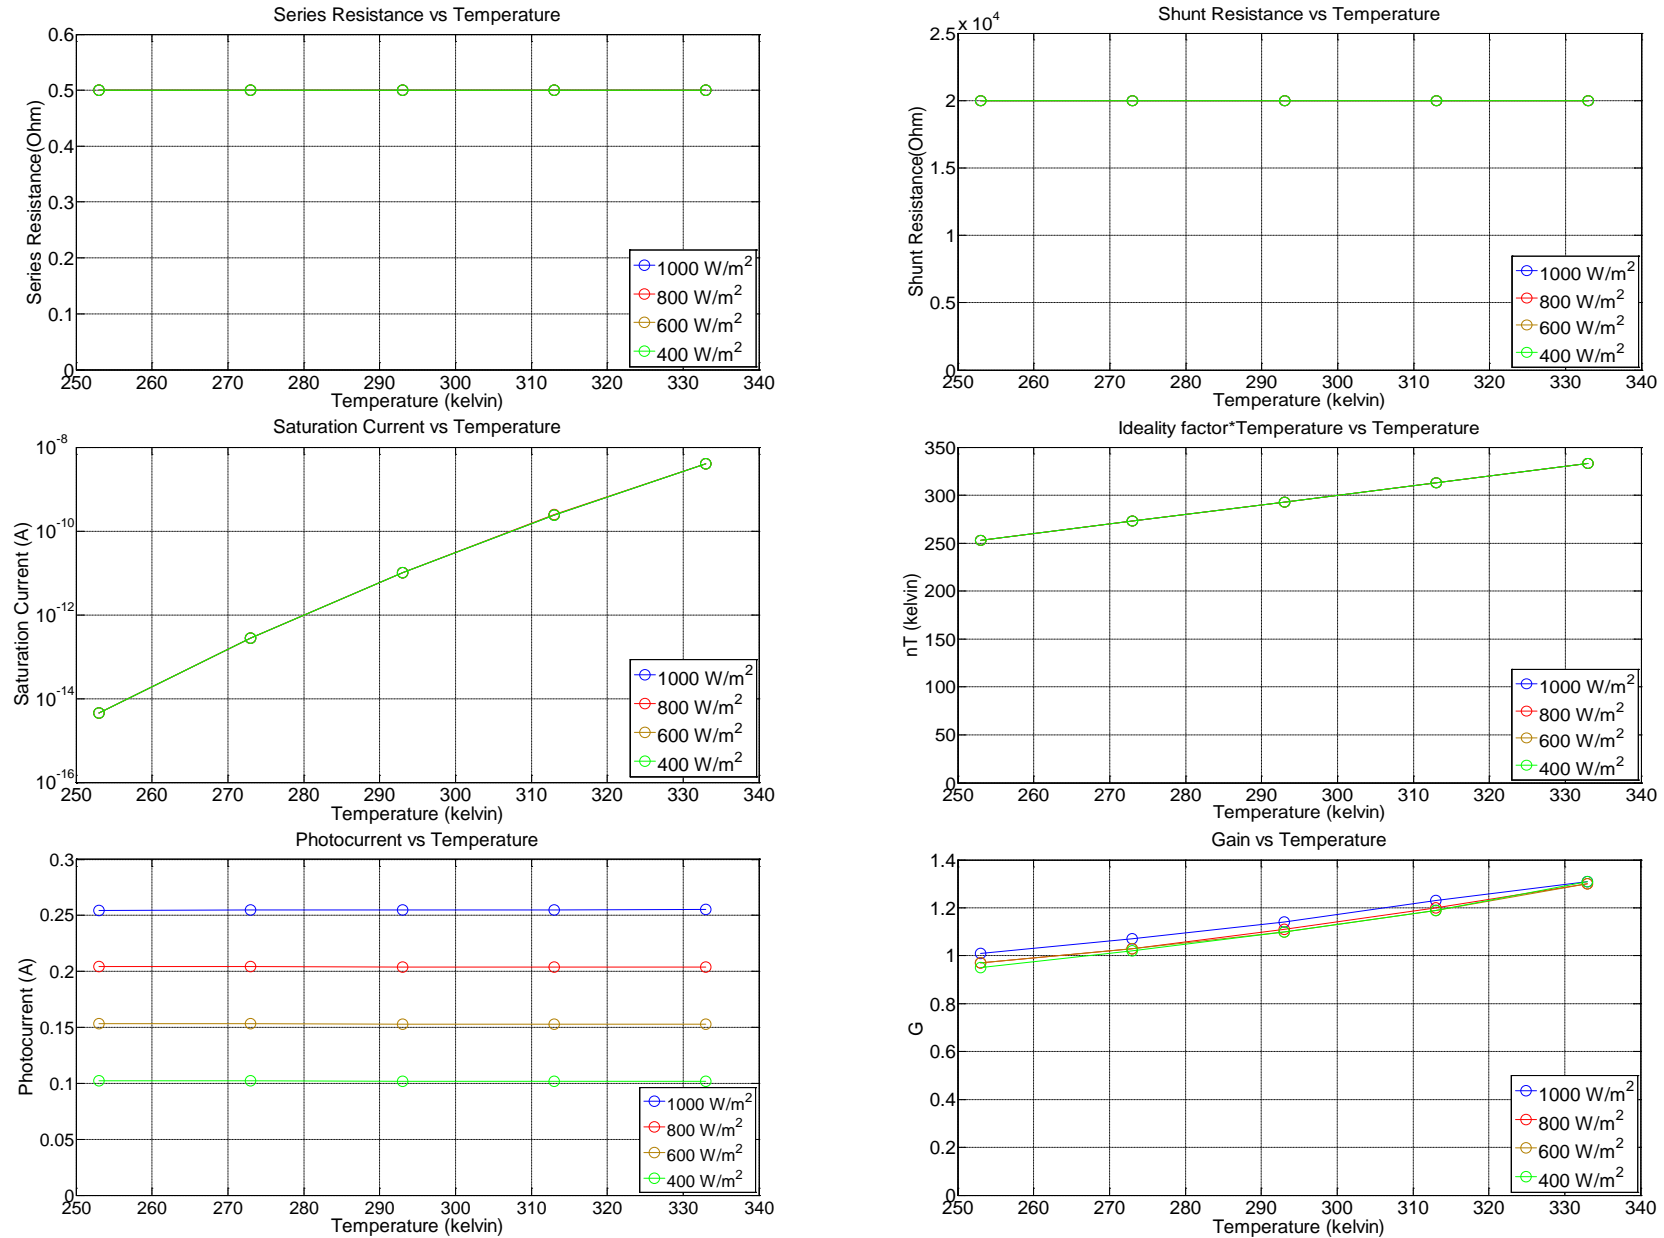 Series Resistance vs Temperature
0.6
0.5
0.4
0.3
0.2
0.1
0
Series Resistance(Ohm)
250 260 270 280 290 300 310 320 330 340
Temperature (kelvin)
1000 W/m²
800 W/m²
600 W/m²
400 W/m²
Shunt Resistance vs Temperature
x 10⁴
2.5
2
1.5
1
0.5
0
Shunt Resistance(Ohm)
250 260 270 280 290 300 310 320 330 340
Temperature (kelvin)
1000 W/m²
800 W/m²
600 W/m²
400 W/m²
Saturation Current vs Temperature
10⁻⁸
10⁻¹⁰
10⁻¹²
10⁻¹⁴
10⁻¹⁶
Saturation Current (A)
250 260 270 280 290 300 310 320 330 340
Temperature (kelvin)
1000 W/m²
800 W/m²
600 W/m²
400 W/m²
Ideality factor*Temperature vs Temperature
350
300
250
200
150
100
50
0
nT (kelvin)
250 260 270 280 290 300 310 320 330 340
Temperature (kelvin)
1000 W/m²
800 W/m²
600 W/m²
400 W/m²
Photocurrent vs Temperature
0.3
0.25
0.2
0.15
0.1
0.05
0
Photocurrent (A)
250 260 270 280 290 300 310 320 330 340
Temperature (kelvin)
1000 W/m²
800 W/m²
600 W/m²
400 W/m²
Gain vs Temperature
1.4
1.2
1
0.8
0.6
0.4
0.2
0
G
250 260 270 280 290 300 310 320 330 340
Temperature (kelvin)
1000 W/m²
800 W/m²
600 W/m²
400 W/m²